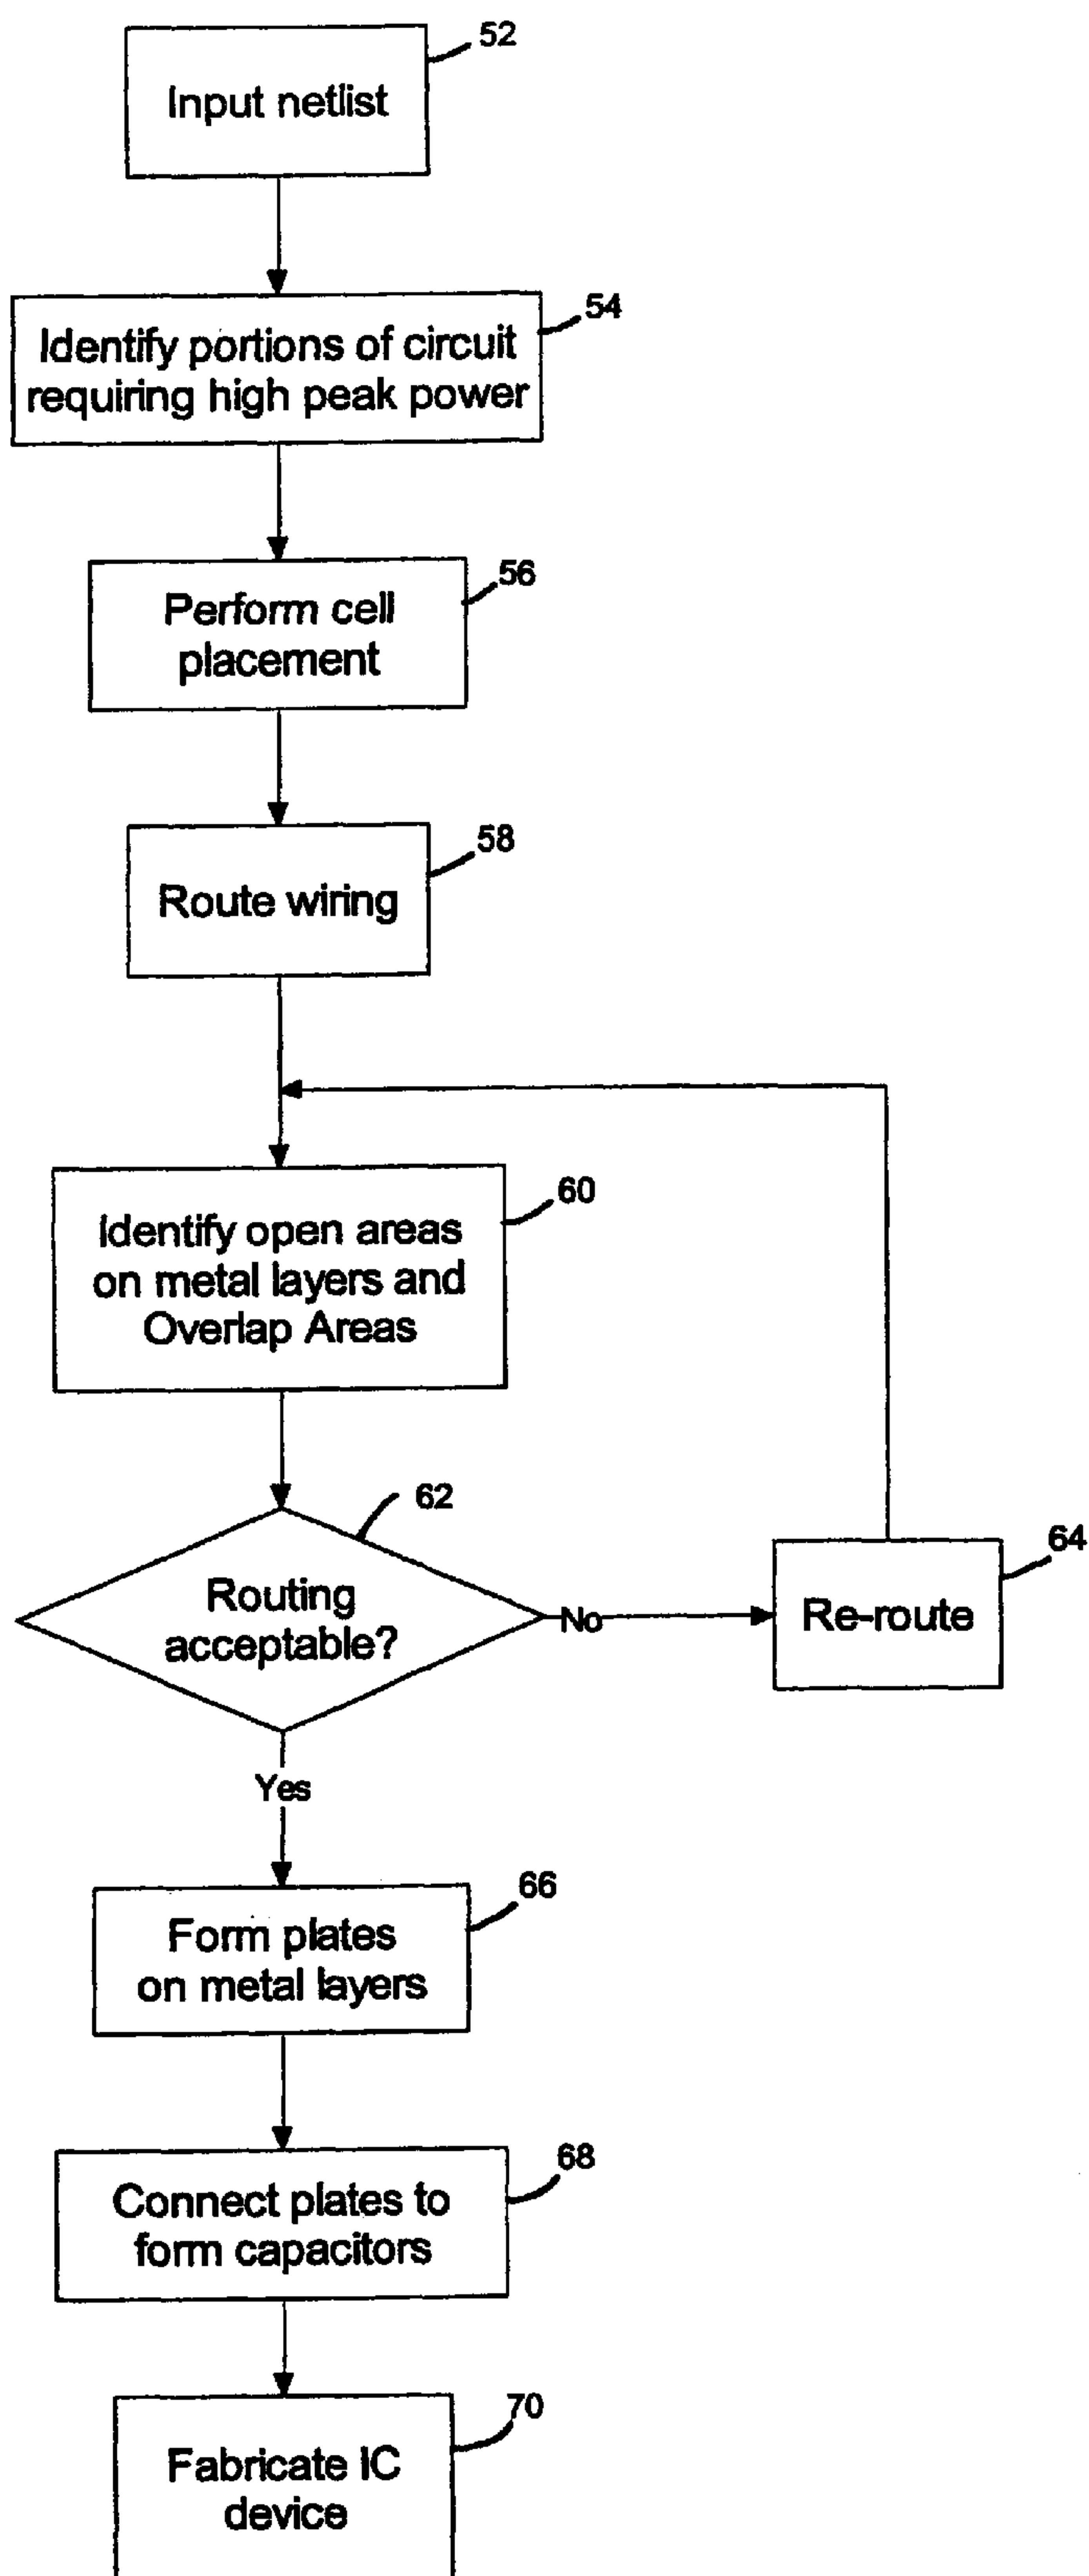 52
Input netlist
54
Identify portions of circuit
requiring high peak power
56
Perform cell
placement
58
Route wiring
60
Identify open areas
on metal layers and
Overlap Areas
62
Routing
acceptable?
No
64
Re-route
Yes
66
Form plates
on metal layers
68
Connect plates to
form capacitors
70
Fabricate IC
device